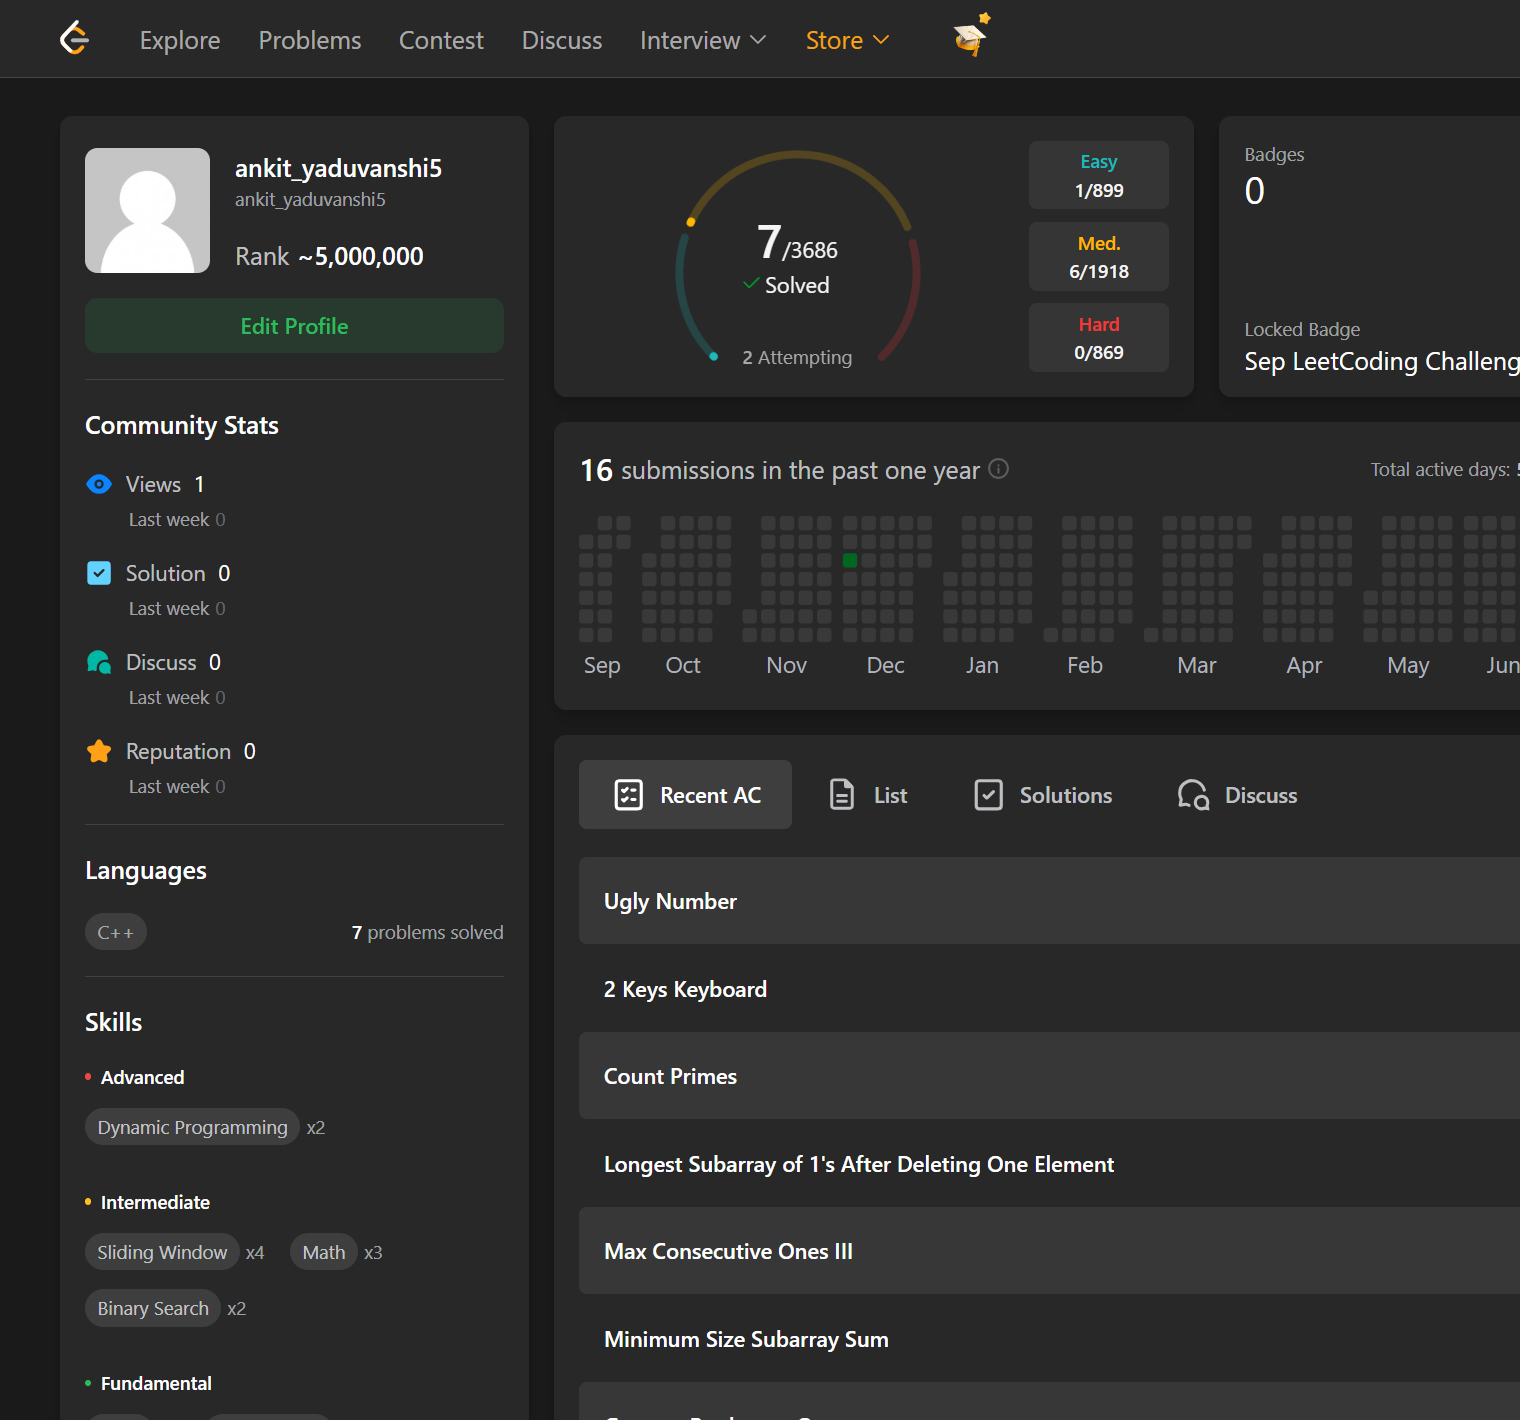 Explore Problems Contest Discuss Interview Store
ankit_yaduvanshi5
ankit_yaduvanshi5
Rank ~5,000,000
Edit Profile
Community Stats
Views 1
Last week 0
Solution 0
Last week 0
Discuss 0
Last week 0
Reputation 0
Last week 0
Languages
C++ 7 problems solved
Skills
Advanced
Dynamic Programming x2
Intermediate
Sliding Window x4 Math x3
Binary Search x2
Fundamental
7/3686
Solved
2 Attempting
Easy
1/899
Med.
6/1918
Hard
0/869
Badges
0
Locked Badge
Sep LeetCoding Challeng
16 submissions in the past one year
Total active days:
Sep Oct Nov Dec Jan Feb Mar Apr May Jun
Recent AC List Solutions Discuss
Ugly Number
2 Keys Keyboard
Count Primes
Longest Subarray of 1's After Deleting One Element
Max Consecutive Ones III
Minimum Size Subarray Sum